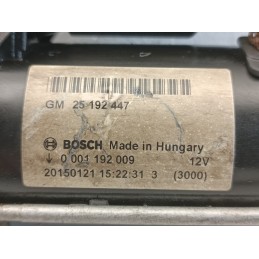 GM 25 192 447
BOSCH Made in Hungary
↓ 0 001 192 009 12V
20150121 15:22:31 3 (3000)